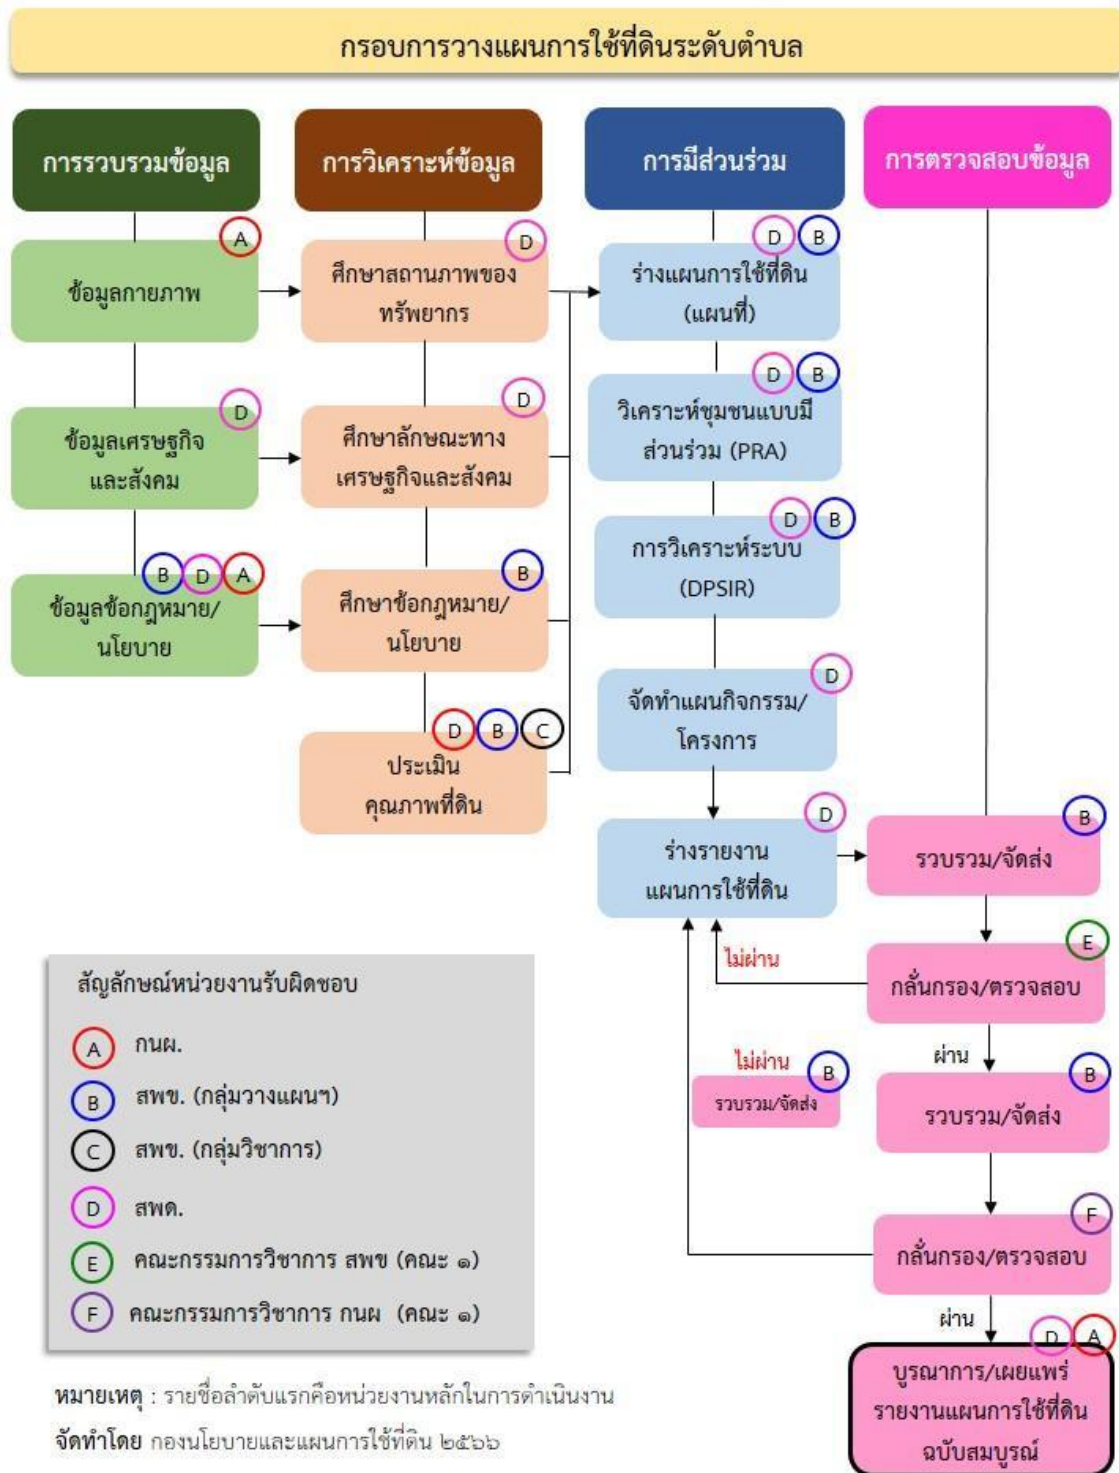 กรอบการวางแผนการใช้ที่ดินระดับตำบล
การรวบรวมข้อมูล
การวิเคราะห์ข้อมูล
การมีส่วนร่วม
การตรวจสอบข้อมูล
A
ข้อมูลกายภาพ
D
ข้อมูลเศรษฐกิจ
และสังคม
B D A
ข้อมูลข้อกฎหมาย/
นโยบาย
D
ศึกษาสถานภาพของ
ทรัพยากร
D
ศึกษาลักษณะทาง
เศรษฐกิจและสังคม
B
ศึกษาข้อกฎหมาย/
นโยบาย
D B C
ประเมิน
คุณภาพที่ดิน
D B
ร่างแผนการใช้ที่ดิน
(แผนที่)
D B
วิเคราะห์ชุมชนแบบมี
ส่วนร่วม (PRA)
D B
การวิเคราะห์ระบบ
(DPSIR)
D
จัดทำแผนกิจกรรม/
โครงการ
D
ร่างรายงาน
แผนการใช้ที่ดิน
B
รวบรวม/จัดส่ง
E
กลั่นกรอง/ตรวจสอบ
ไม่ผ่าน
ผ่าน
B
รวบรวม/จัดส่ง
ไม่ผ่าน
B
รวบรวม/จัดส่ง
F
กลั่นกรอง/ตรวจสอบ
ผ่าน
D A
บูรณาการ/เผยแพร่
รายงานแผนการใช้ที่ดิน
ฉบับสมบูรณ์
สัญลักษณ์หน่วยงานรับผิดชอบ
A กนผ.
B สพข. (กลุ่มวางแผนฯ)
C สพข. (กลุ่มวิชาการ)
D สพด.
E คณะกรรมการวิชาการ สพข (คณะ ๑)
F คณะกรรมการวิชาการ กนผ (คณะ ๑)
หมายเหตุ : รายชื่อลำดับแรกคือหน่วยงานหลักในการดำเนินงาน
จัดทำโดย กองนโยบายและแผนการใช้ที่ดิน ๒๕๖๖